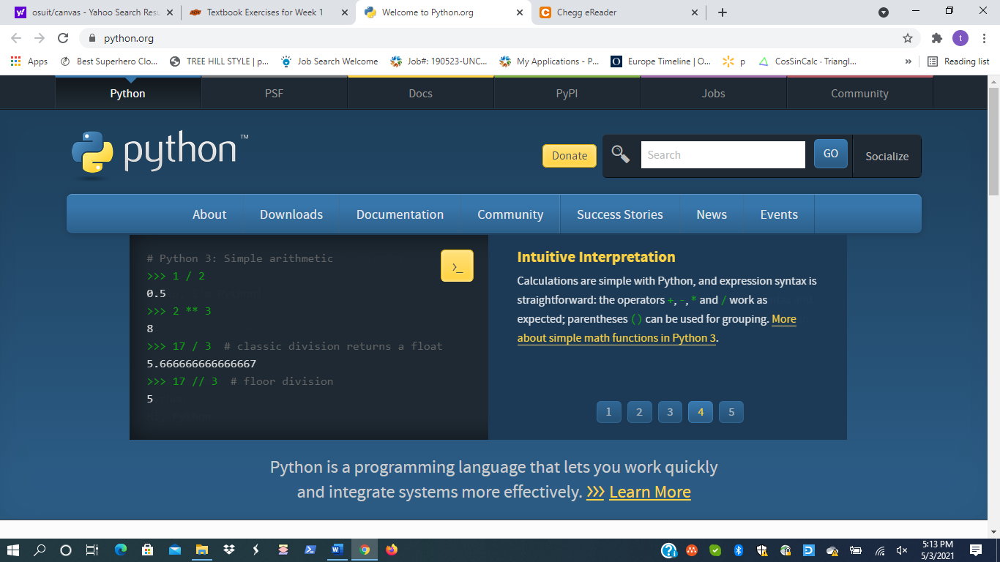 osuit/canvas - Yahoo Search Resu
Textbook Exercises for Week 1
Welcome to Python.org
Chegg eReader
python.org
t
Apps
Best Superhero Clo...
TREE HILL STYLE | p...
Job Search Welcome
Job#: 190523-UNC...
My Applications - P...
Europe Timeline | O...
p
CosSinCalc · Triangl...
»
Reading list
Python
PSF
Docs
PyPI
Jobs
Community
python™
Donate
Search
GO
Socialize
About
Downloads
Documentation
Community
Success Stories
News
Events
# Python 3: Simple arithmetic
>>> 1 / 2
0.5
>>> 2 ** 3
8
>>> 17 / 3  # classic division returns a float
5.666666666666667
>>> 17 // 3  # floor division
5
>_
Intuitive Interpretation
Calculations are simple with Python, and expression syntax is
straightforward: the operators +, -, * and / work as
expected; parentheses () can be used for grouping. More
about simple math functions in Python 3.
1 2 3 4 5
Python is a programming language that lets you work quickly
and integrate systems more effectively. >>> Learn More
5:13 PM
5/3/2021